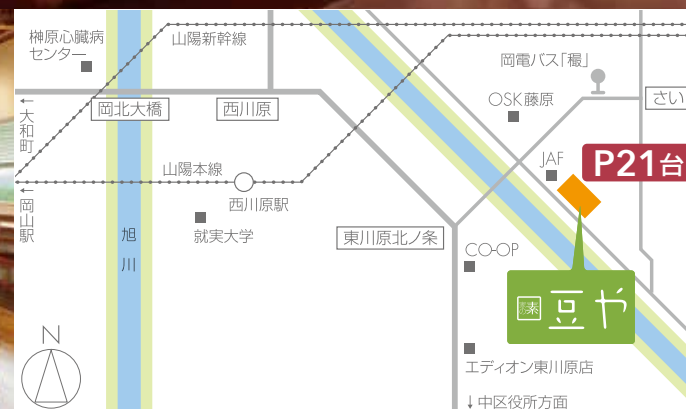 榊原心臓病
センター
山陽新幹線
岡電バス「穝」
OSK藤原
さい
岡北大橋
西川原
←大和町
JAF
P21台
山陽本線
西川原駅
←岡山駅
就実大学
旭川
東川原北ノ条
CO-OP
豆や
エディオン東川原店
↓中区役所方面
N